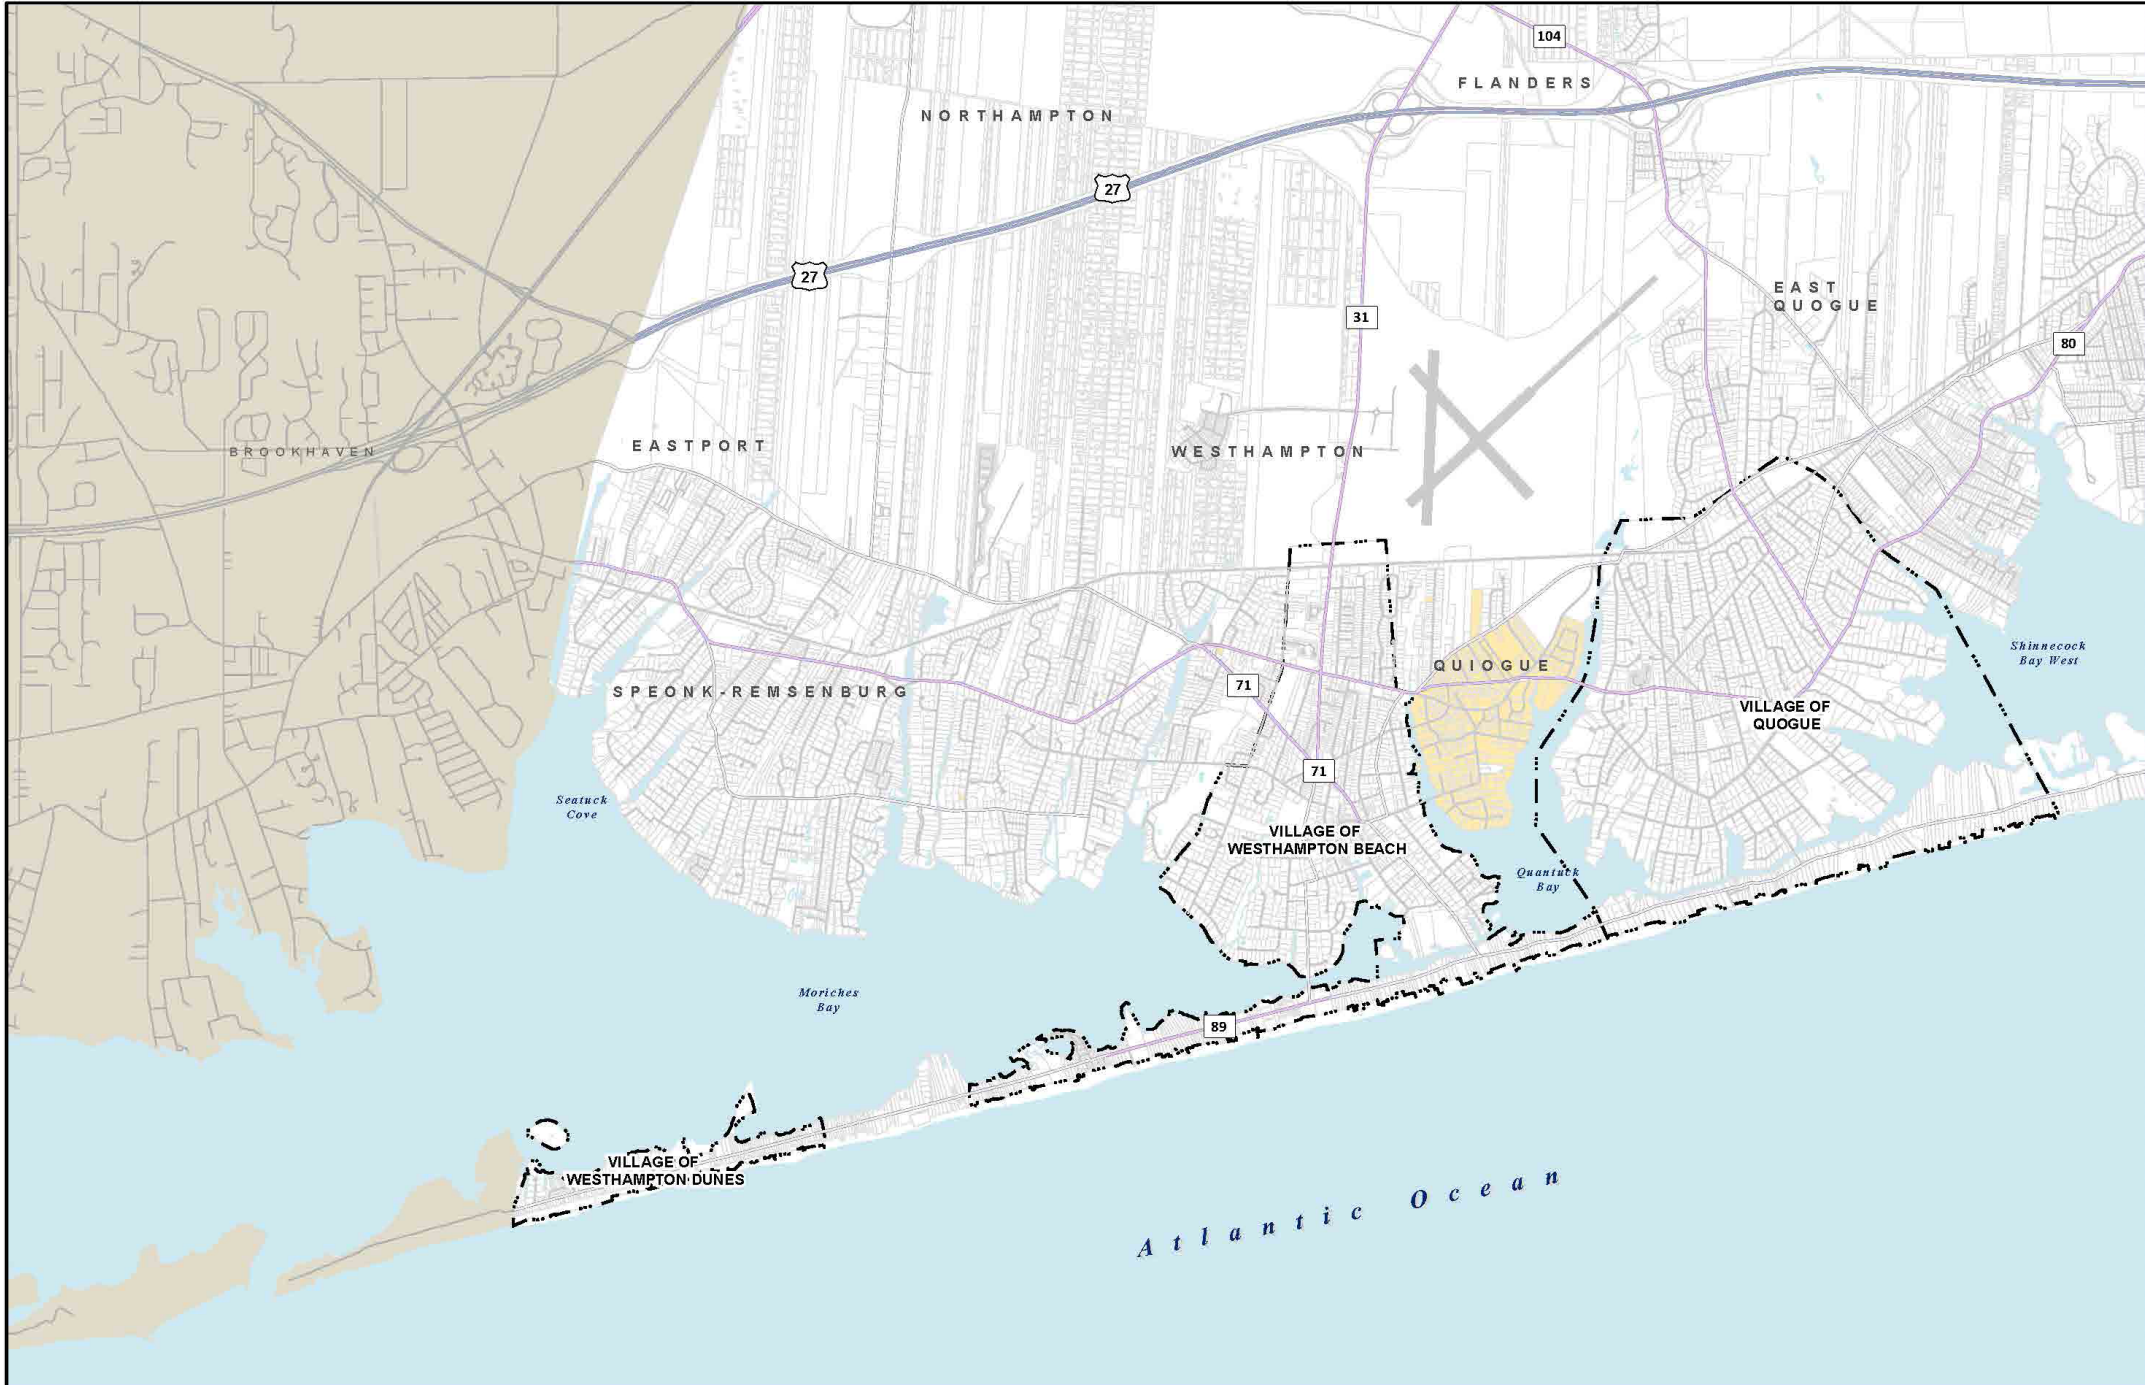 104
FLANDERS
NORTHAMPTON
27
27
EAST
QUOGUE
31
80
EASTPORT
BROOKHAVEN
WESTHAMPTON
Shinnecock
Bay West
QUIOGUE
SPEONK-REMSENBURG
71
VILLAGE OF
QUOGUE
71
Seatuck
Cove
VILLAGE OF
WESTHAMPTON BEACH
Quantuck
Bay
Moriches
Bay
89
VILLAGE OF
WESTHAMPTON DUNES
Atlantic Ocean